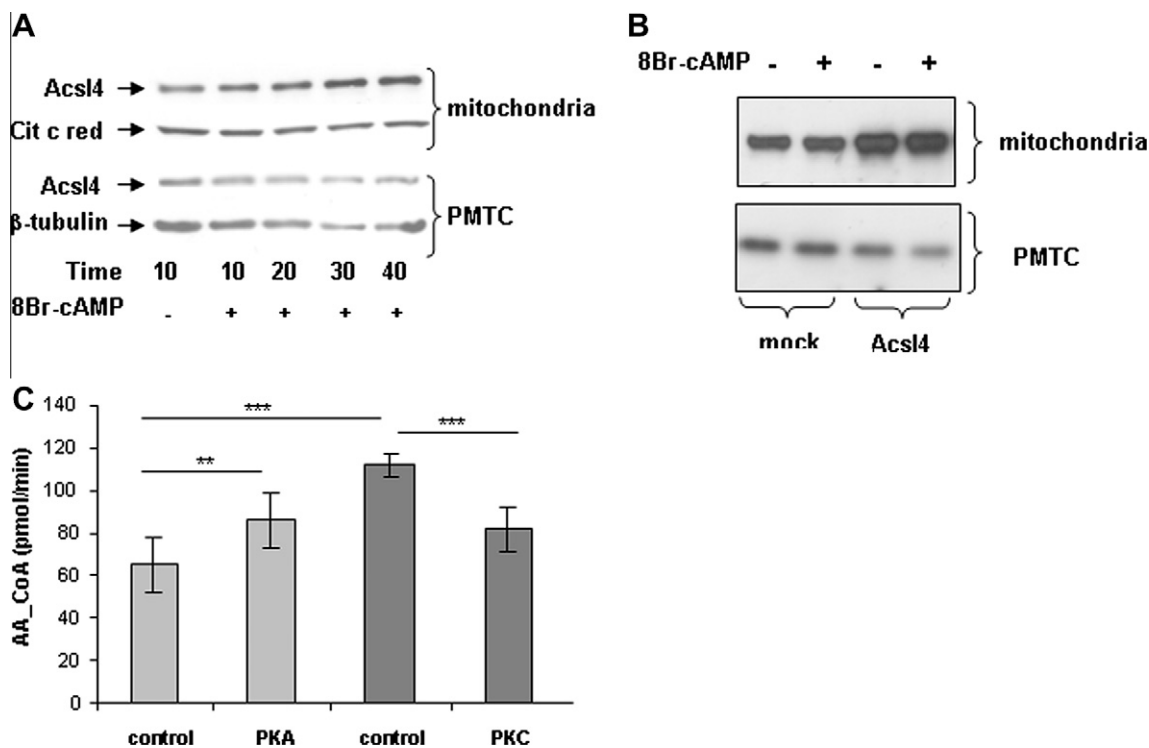 A
Acsl4
Cit c red
mitochondria
Acsl4
β-tubulin
PMTC
Time 10 10 20 30 40
8Br-cAMP - + + + +
B
8Br-cAMP - + - +
mitochondria
PMTC
mock Acsl4
C
AA_CoA (pmol/min)
140
120
100
80
60
40
20
0
***
**
***
control PKA control PKC